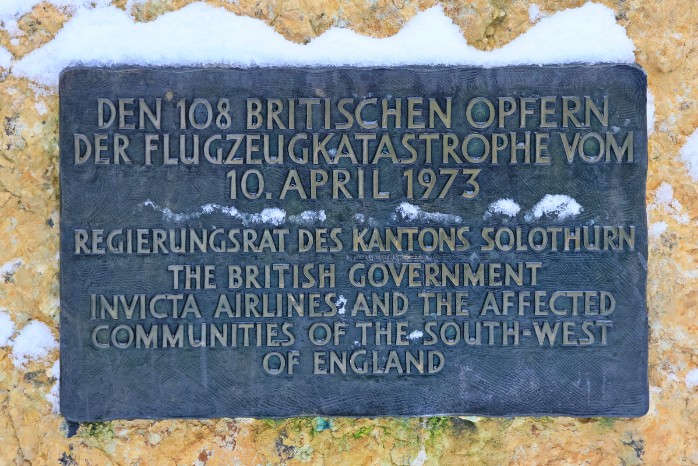 DEN 108 BRITISCHEN OPFERN
DER FLUGZEUGKATASTROPHE VOM
10. APRIL 1973
REGIERUNGSRAT DES KANTONS SOLOTHURN
THE BRITISH GOVERNMENT
INVICTA AIRLINES AND THE AFFECTED
COMMUNITIES OF THE SOUTH-WEST
OF ENGLAND